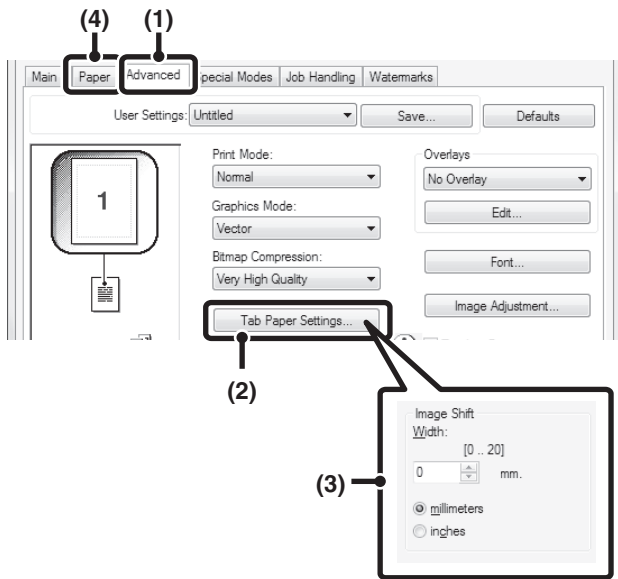 (4) (1)
Main Paper Advanced Special Modes Job Handling Watermarks
User Settings: Untitled Save... Defaults
Print Mode:
Normal
Graphics Mode:
Vector
Bitmap Compression:
Very High Quality
Tab Paper Settings...
Overlays
No Overlay
Edit...
Font...
Image Adjustment...
1
(2)
(3)
Image Shift
Width:
[0 .. 20]
0 mm.
millimeters
inches